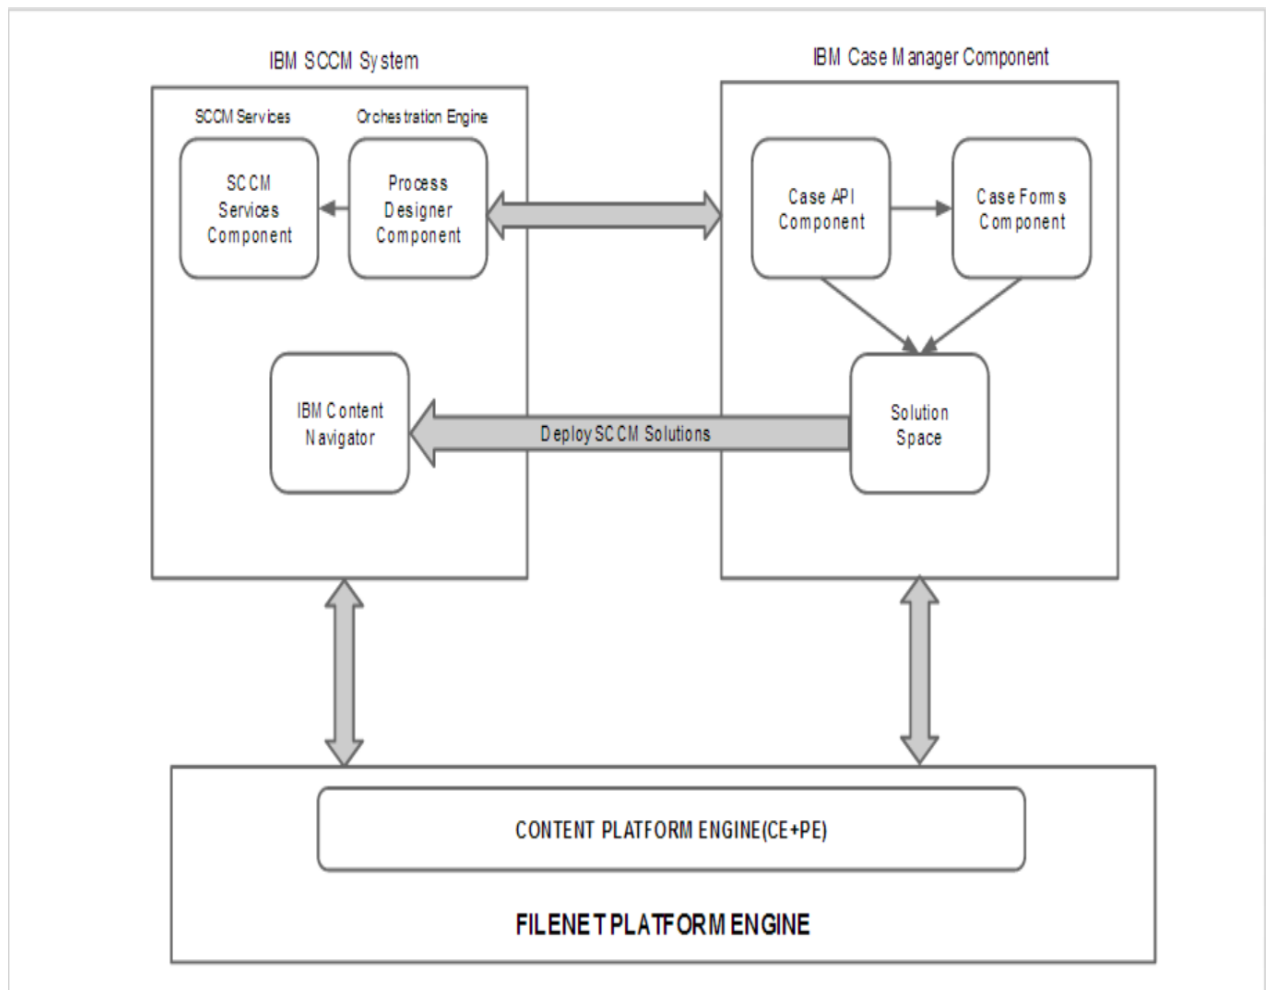 IBM SCCM System
IBM Case Manager Component
SCCM Services
Orchestration Engine
SCCM
Services
Component
Process
Designer
Component
Case API
Component
Case Forms
Component
IBM Content
Navigator
Deploy SCCM Solutions
Solution
Space
CONTENT PLATFORM ENGINE(CE+PE)
FILENET PLATFORM ENGINE